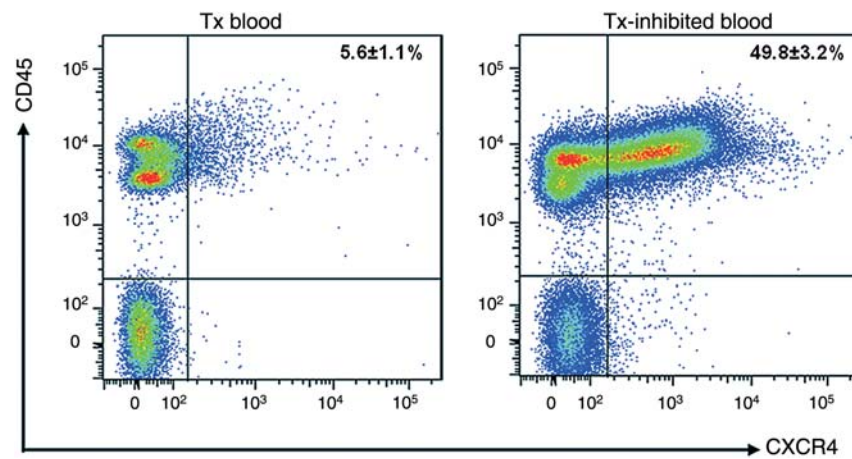 Tx blood
Tx-inhibited blood
CD45
5.6±1.1%
49.8±3.2%
10⁵
10⁴
10³
10²
0
10⁵
10⁴
10³
10²
0
0 10² 10³ 10⁴ 10⁵
0 10² 10³ 10⁴ 10⁵
CXCR4